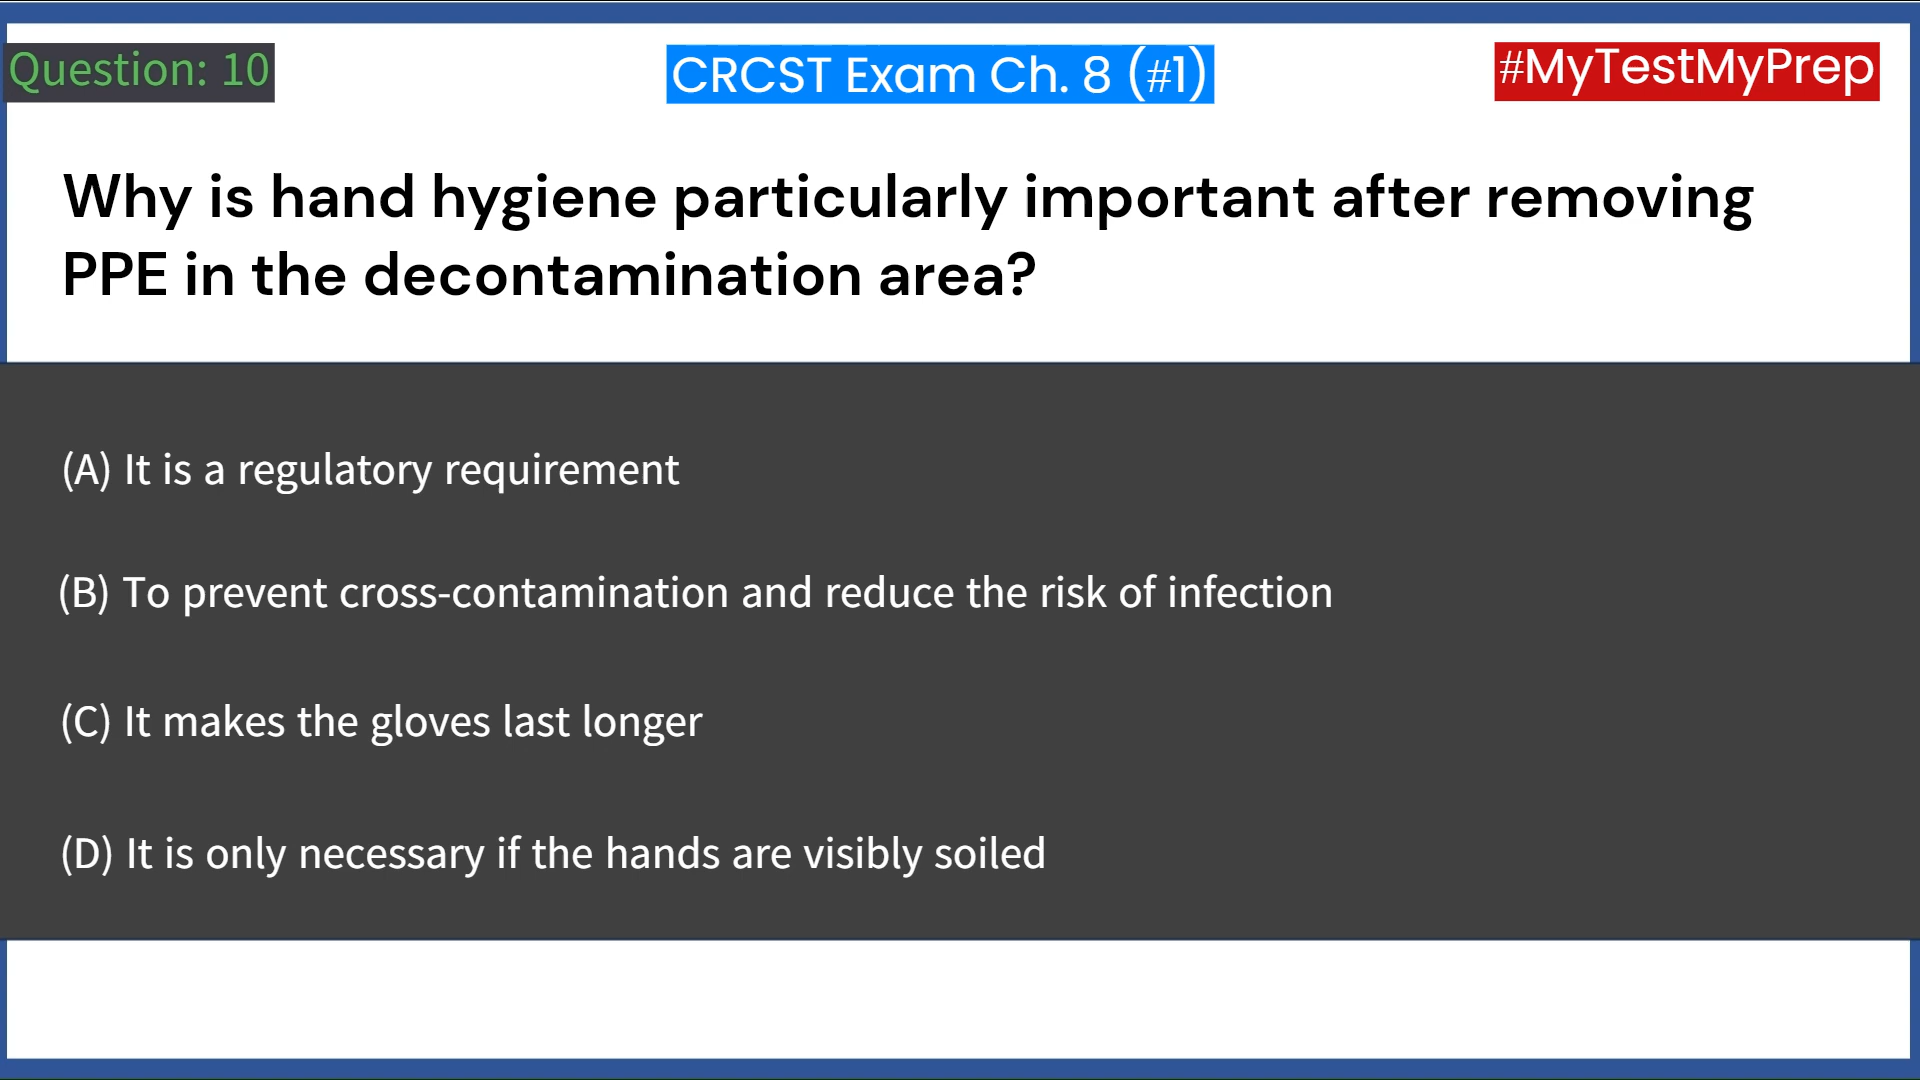 Question: 10
CRCST Exam Ch. 8 (#1)
#MyTestMyPrep
Why is hand hygiene particularly important after removing
PPE in the decontamination area?
(A) It is a regulatory requirement
(B) To prevent cross-contamination and reduce the risk of infection
(C) It makes the gloves last longer
(D) It is only necessary if the hands are visibly soiled